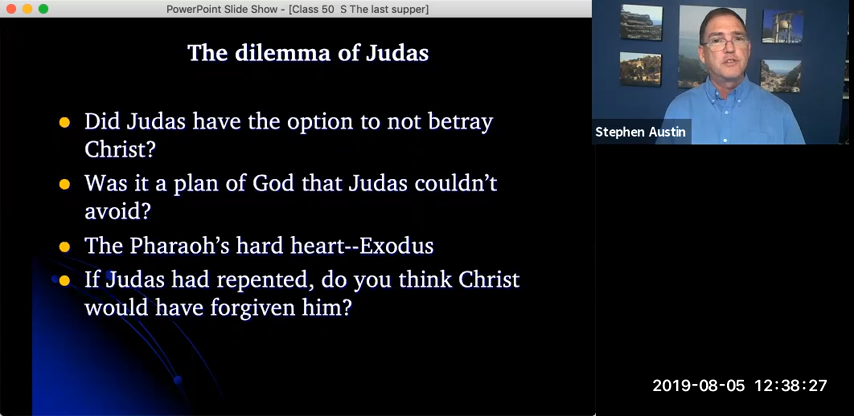 PowerPoint Slide Show - [Class 50 S The last supper]
The dilemma of Judas
Did Judas have the option to not betray
Christ?
Was it a plan of God that Judas couldn't
avoid?
The Pharaoh's hard heart--Exodus
If Judas had repented, do you think Christ
would have forgiven him?
Stephen Austin
2019-08-05 12:38:27